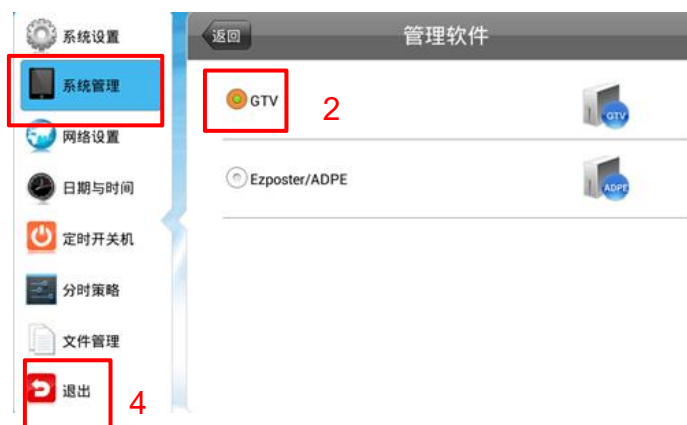 系统设置
系统管理
网络设置
日期与时间
定时开关机
分时策略
文件管理
退出
4
返回
管理软件
GTV
2
GTV
Ezposter/ADPE
ADPE